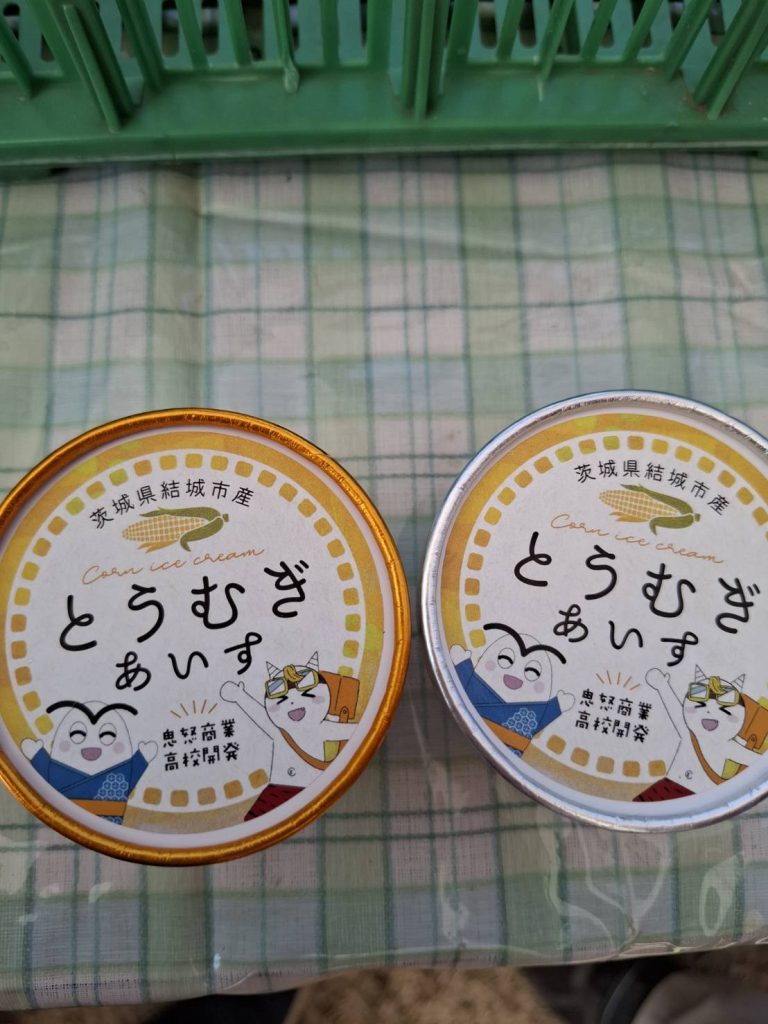 茨城県結城市産
Corn ice cream
とうむぎ
あいす
鬼怒商業
高校開発
茨城県結城市産
Corn ice cream
とうむぎ
あいす
鬼怒商業
高校開発